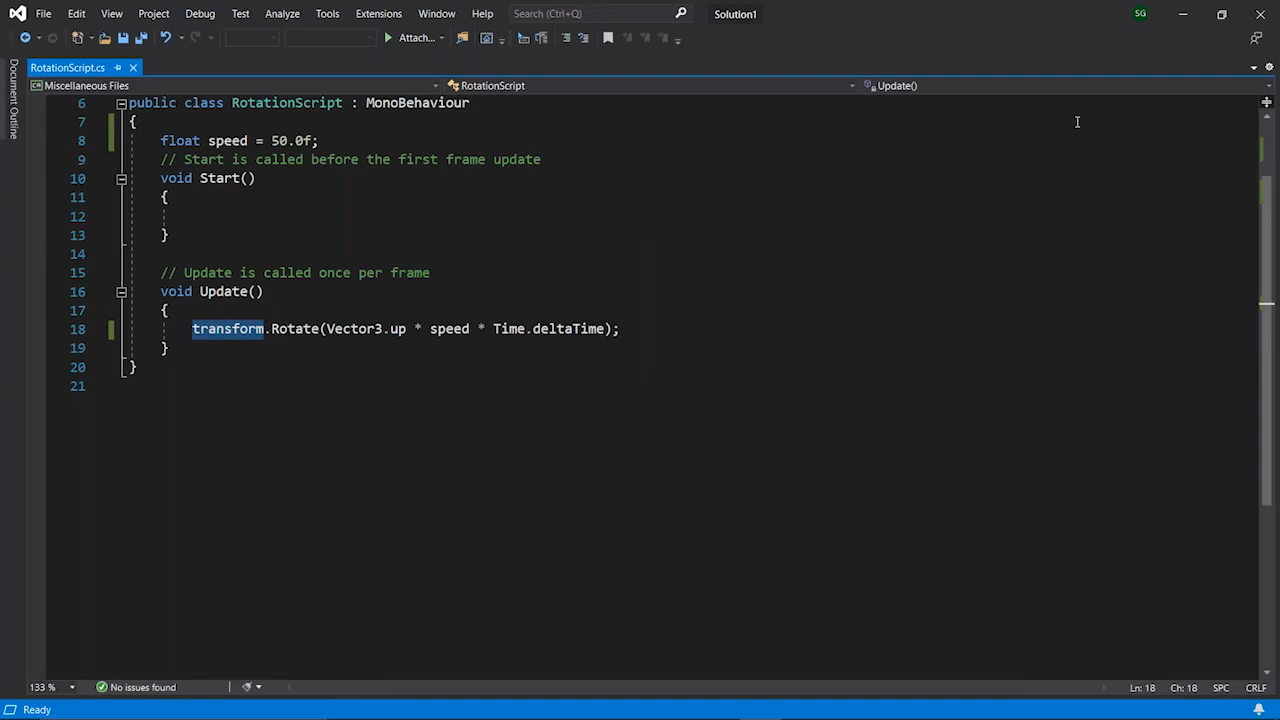 File Edit View Project Debug Test Analyze Tools Extensions Window Help Search (Ctrl+Q) Solution1 SG
Attach...
RotationScript.cs
Document Outline
Miscellaneous Files RotationScript Update()
6 public class RotationScript : MonoBehaviour
7 {
8 float speed = 50.0f;
9 // Start is called before the first frame update
10 void Start()
11 {
12
13 }
14
15 // Update is called once per frame
16 void Update()
17 {
18 transform.Rotate(Vector3.up * speed * Time.deltaTime);
19 }
20 }
21
133 % No issues found Ln: 18 Ch: 18 SPC CRLF
Ready